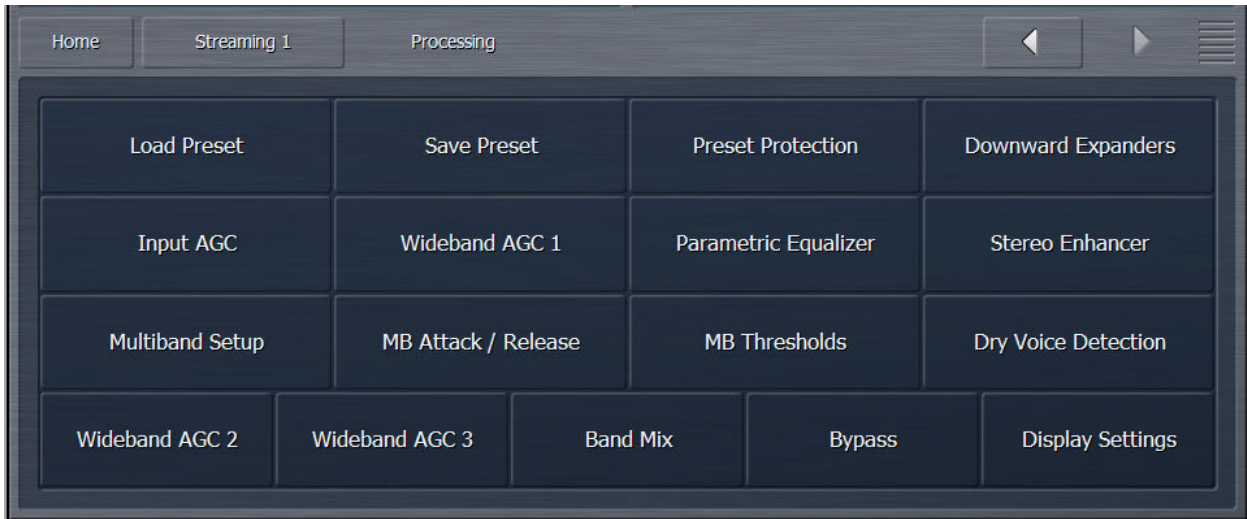 Home Streaming 1 Processing
Load Preset Save Preset Preset Protection Downward Expanders
Input AGC Wideband AGC 1 Parametric Equalizer Stereo Enhancer
Multiband Setup MB Attack / Release MB Thresholds Dry Voice Detection
Wideband AGC 2 Wideband AGC 3 Band Mix Bypass Display Settings